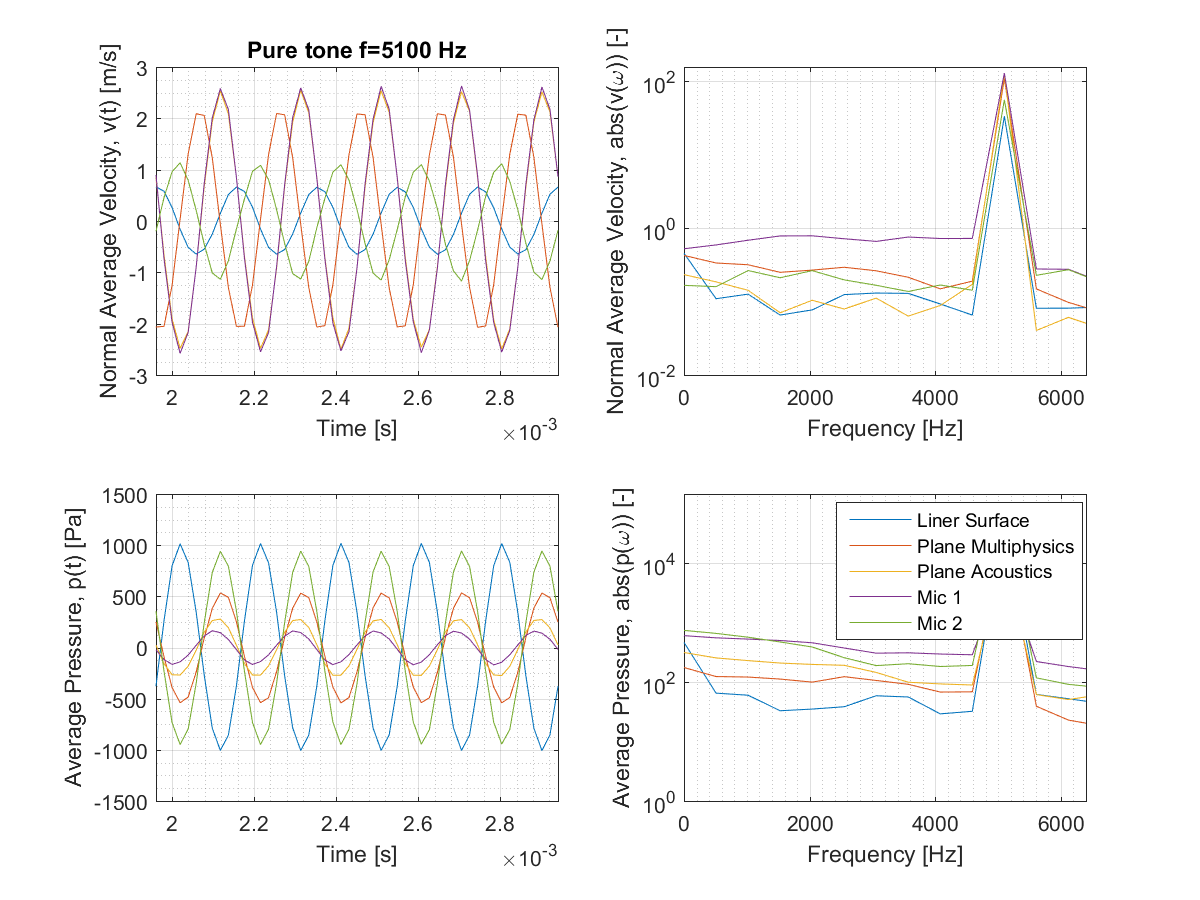 Pure tone f=5100 Hz
Normal Average Velocity, v(t) [m/s]
3
2
1
0
-1
-2
-3
2
2.2
2.4
2.6
2.8
Time [s]
×10-3
Normal Average Velocity, abs(v(ω)) [-]
102
100
10-2
0
2000
4000
6000
Frequency [Hz]
Average Pressure, p(t) [Pa]
1500
1000
500
0
-500
-1000
-1500
2
2.2
2.4
2.6
2.8
Time [s]
×10-3
Average Pressure, abs(p(ω)) [-]
104
102
100
0
2000
4000
6000
Frequency [Hz]
Liner Surface
Plane Multiphysics
Plane Acoustics
Mic 1
Mic 2